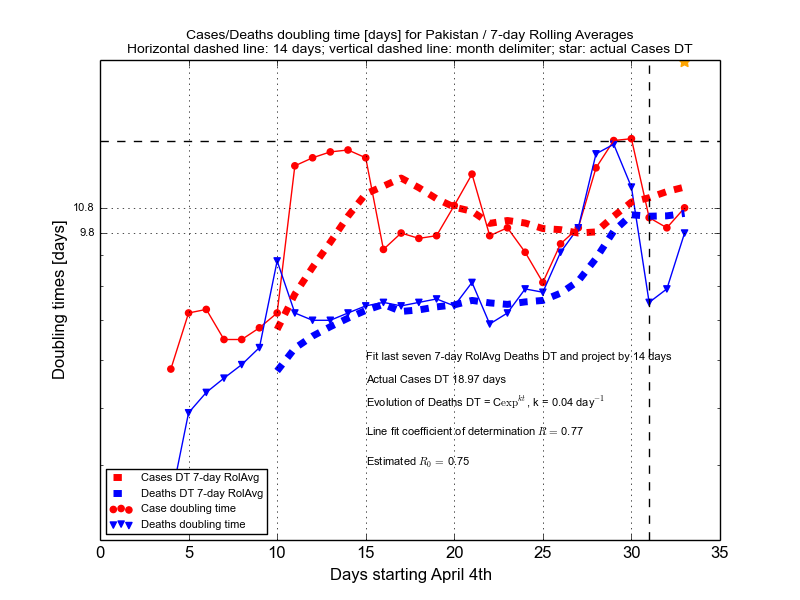 Cases/Deaths doubling time [days] for Pakistan / 7-day Rolling Averages
Horizontal dashed line: 14 days; vertical dashed line: month delimiter; star: actual Cases DT
10.8
9.8
Doubling times [days]
Fit last seven 7-day RolAvg Deaths DT and project by 14 days
Actual Cases DT 18.97 days
Evolution of Deaths DT = Cexp^{kt}, k = 0.04 day^{-1}
Line fit coefficient of determination R = 0.77
Estimated R_0 = 0.75
Cases DT 7-day RolAvg
Deaths DT 7-day RolAvg
Case doubling time
Deaths doubling time
0 5 10 15 20 25 30 35
Days starting April 4th